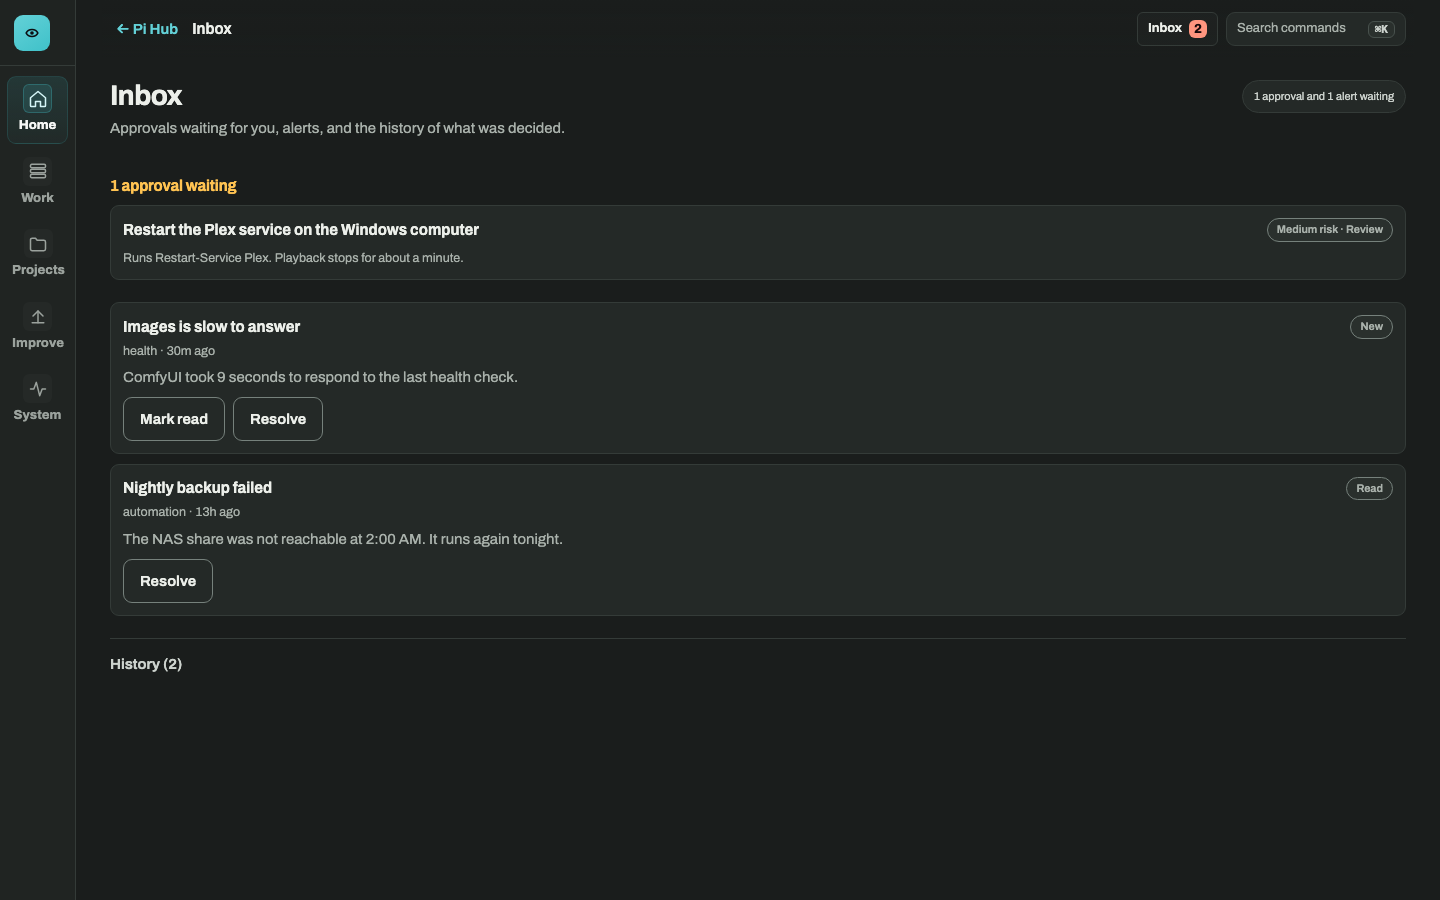 ← Pi Hub Inbox
Inbox 2
Search commands ⌘K
Home
Work
Projects
Improve
System
Inbox
1 approval and 1 alert waiting
Approvals waiting for you, alerts, and the history of what was decided.
1 approval waiting
Restart the Plex service on the Windows computer
Medium risk · Review
Runs Restart-Service Plex. Playback stops for about a minute.
Images is slow to answer
New
health · 30m ago
ComfyUI took 9 seconds to respond to the last health check.
Mark read
Resolve
Nightly backup failed
Read
automation · 13h ago
The NAS share was not reachable at 2:00 AM. It runs again tonight.
Resolve
History (2)